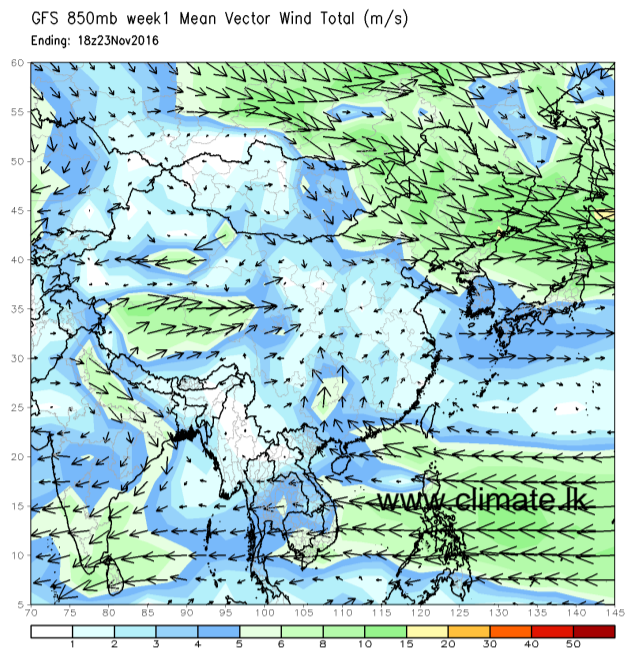 GFS 850mb week1 Mean Vector Wind Total (m/s)
Ending: 18z23Nov2016
60
55
50
45
40
35
30
25
20
15
10
5
www.climate.lk
70 75 80 85 90 95 100 105 110 115 120 125 130 135 140 145
1 2 3 4 5 6 8 10 15 20 30 40 50